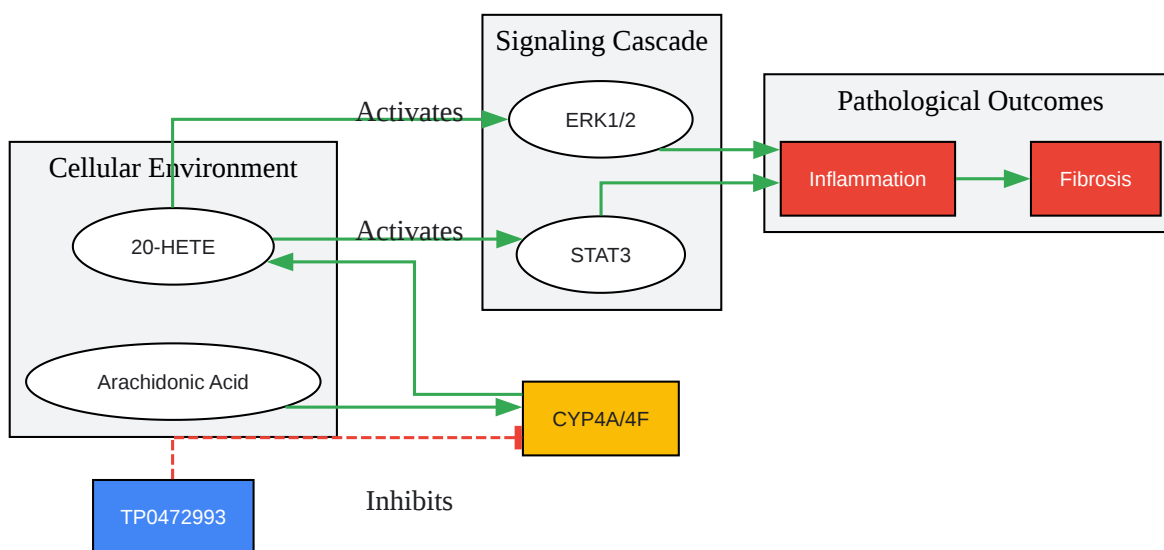 Signaling Cascade
Pathological Outcomes
Activates
ERK1/2
Cellular Environment
Inflammation
Fibrosis
Activates
20-HETE
STAT3
Arachidonic Acid
CYP4A/4F
Inhibits
TP0472993